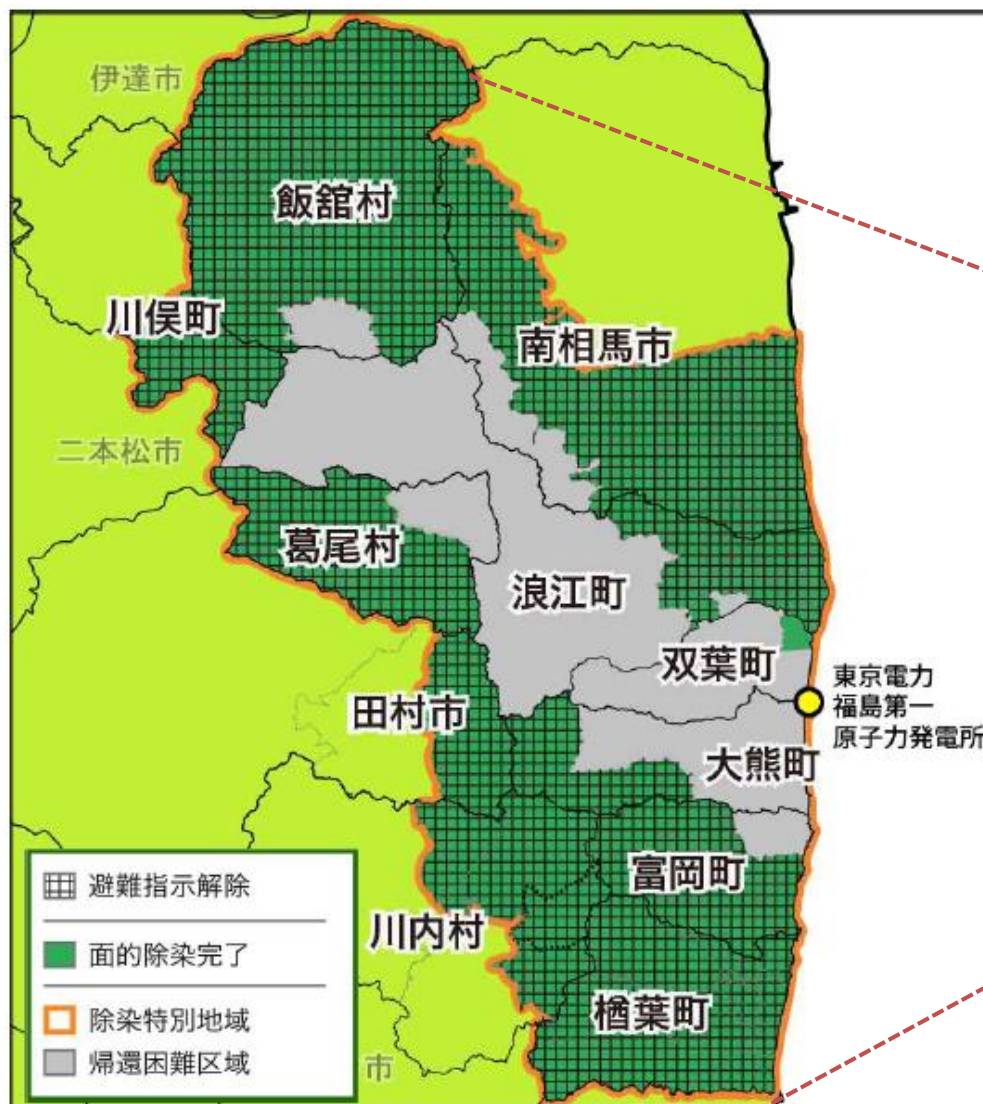 伊達市
飯舘村
川俣町
南相馬市
二本松市
葛尾村
浪江町
双葉町
東京電力
福島第一
原子力発電所
田村市
大熊町
富岡町
川内村
楢葉町
避難指示解除
面的除染完了
除染特別地域
帰還困難区域
市